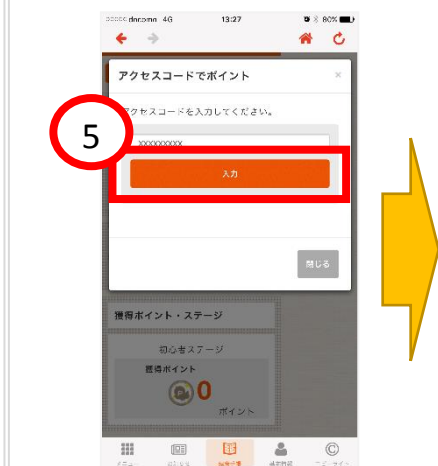 docomo 4G 13:27 80%
アクセスコードでポイント ×
アクセスコードを入力してください。
5
xxxxxxxxx
入力
閉じる
獲得ポイント・ステージ
初心者ステージ
獲得ポイント
0
ポイント